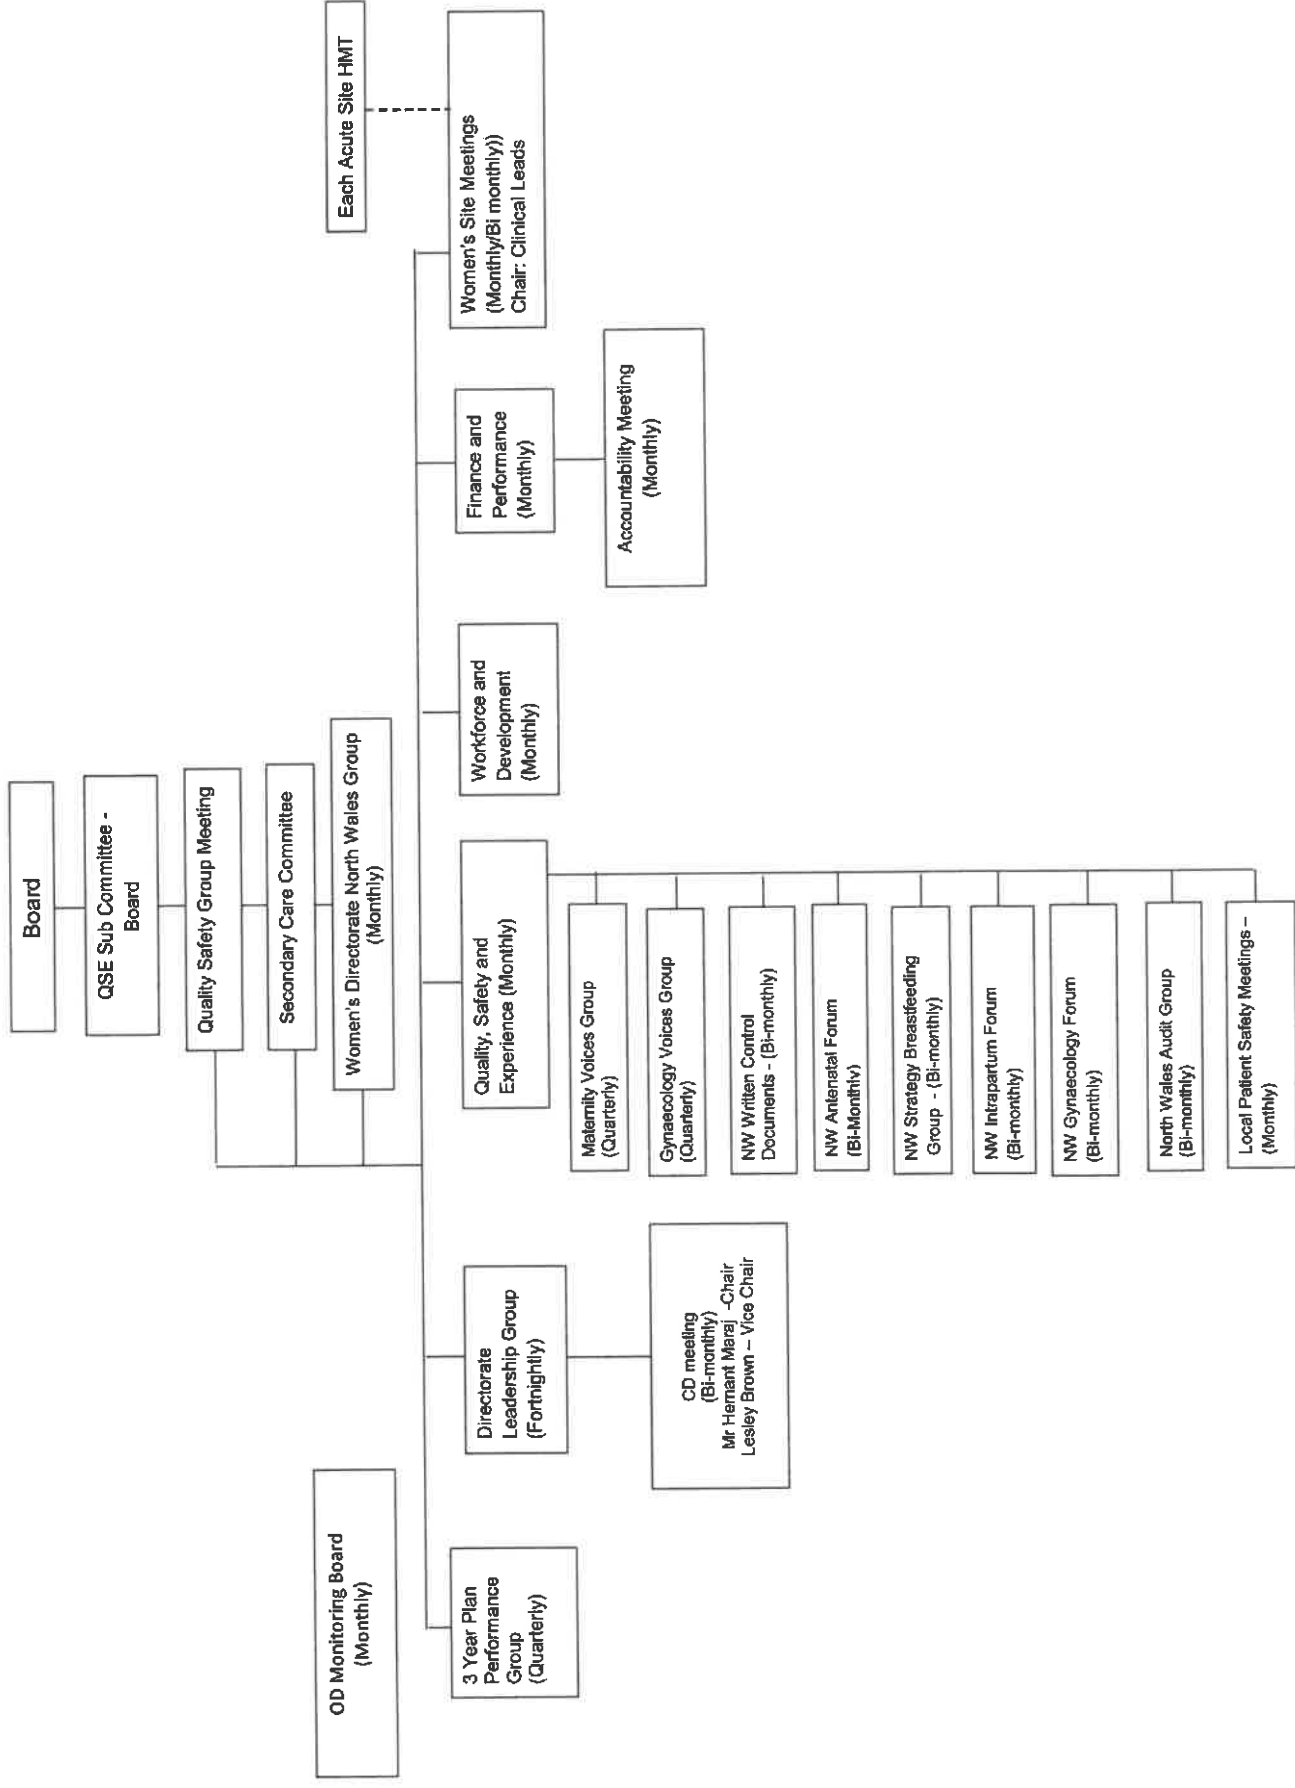 Board
QSE Sub Committee -
Board
Quality Safety Group Meeting
Secondary Care Committee
Women's Directorate North Wales Group
(Monthly)
OD Monitoring Board
(Monthly)
Each Acute Site HMT
3 Year Plan
Performance
Group
(Quarterly)
Directorate
Leadership Group
(Fortnightly)
CD meeting
(Bi-monthly)
Mr Hemant Maraj -Chair
Lesley Brown – Vice Chair
Quality, Safety and
Experience (Monthly)
Maternity Voices Group
(Quarterly)
Gynaecology Voices Group
(Quarterly)
NW Written Control
Documents – (Bi-monthly)
NW Antenatal Forum
(Bi-Monthly)
NW Strategy Breastfeeding
Group - (Bi-monthly)
NW Intrapartum Forum
(Bi-monthly)
NW Gynaecology Forum
(Bi-monthly)
North Wales Audit Group
(Bi-monthly)
Local Patient Safety Meetings –
(Monthly)
Workforce and
Development
(Monthly)
Finance and
Performance
(Monthly)
Accountability Meeting
(Monthly)
Women's Site Meetings
(Monthly/Bi monthly))
Chair: Clinical Leads